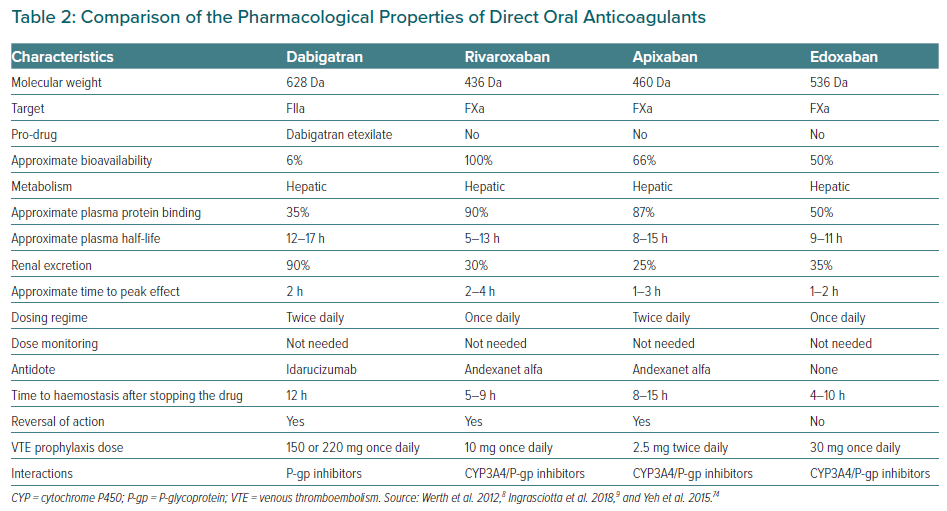 Table 2: Comparison of the Pharmacological Properties of Direct Oral Anticoagulants
Characteristics Dabigatran Rivaroxaban Apixaban Edoxaban
Molecular weight 628 Da 436 Da 460 Da 536 Da
Target FIIa FXa FXa FXa
Pro-drug Dabigatran etexilate No No No
Approximate bioavailability 6% 100% 66% 50%
Metabolism Hepatic Hepatic Hepatic Hepatic
Approximate plasma protein binding 35% 90% 87% 50%
Approximate plasma half-life 12–17 h 5–13 h 8–15 h 9–11 h
Renal excretion 90% 30% 25% 35%
Approximate time to peak effect 2 h 2–4 h 1–3 h 1–2 h
Dosing regime Twice daily Once daily Twice daily Once daily
Dose monitoring Not needed Not needed Not needed Not needed
Antidote Idarucizumab Andexanet alfa Andexanet alfa None
Time to haemostasis after stopping the drug 12 h 5–9 h 8–15 h 4–10 h
Reversal of action Yes Yes Yes No
VTE prophylaxis dose 150 or 220 mg once daily 10 mg once daily 2.5 mg twice daily 30 mg once daily
Interactions P-gp inhibitors CYP3A4/P-gp inhibitors CYP3A4/P-gp inhibitors CYP3A4/P-gp inhibitors
CYP = cytochrome P450; P-gp = P-glycoprotein; VTE = venous thromboembolism. Source: Werth et al. 2012,8 Ingrasciotta et al. 2018,9 and Yeh et al. 2015.74